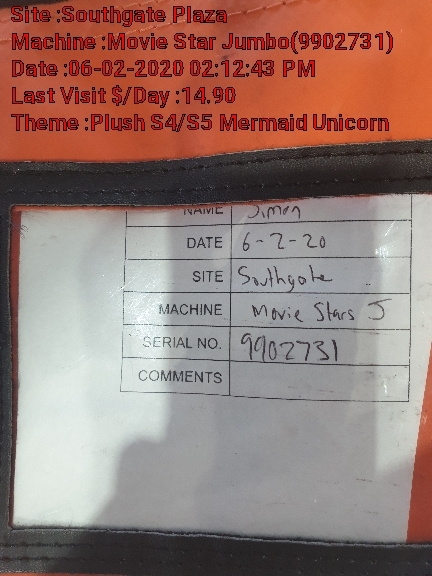 Site :Southgate Plaza
Machine :Movie Star Jumbo(9902731)
Date :06-02-2020 02:12:43 PM
Last Visit $/Day :14.90
Theme :Plush S4/S5 Mermaid Unicorn
NAME Simon
DATE 6-2-20
SITE Southgate
MACHINE Movie Stars J
SERIAL NO. 9902731
COMMENTS